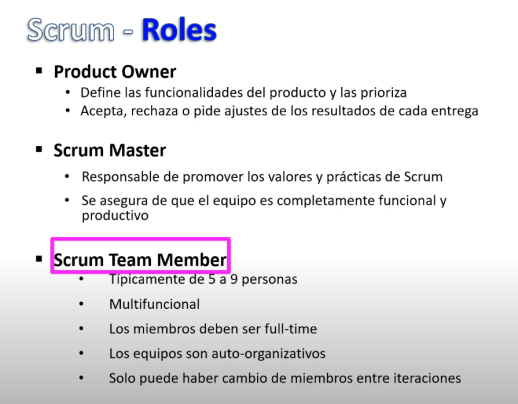 Scrum - Roles
▪ Product Owner
• Define las funcionalidades del producto y las prioriza
• Acepta, rechaza o pide ajustes de los resultados de cada entrega
▪ Scrum Master
• Responsable de promover los valores y prácticas de Scrum
• Se asegura de que el equipo es completamente funcional y
productivo
▪ Scrum Team Member
• Típicamente de 5 a 9 personas
• Multifuncional
• Los miembros deben ser full-time
• Los equipos son auto-organizativos
• Solo puede haber cambio de miembros entre iteraciones